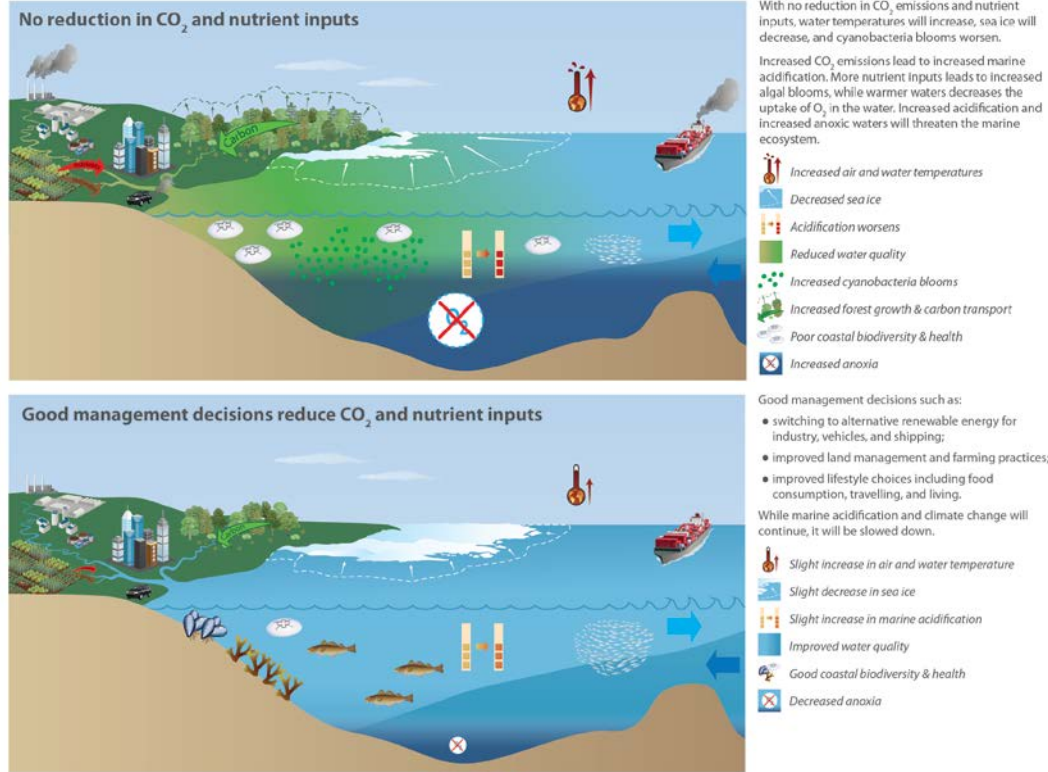 No reduction in CO₂ and nutrient inputs
Carbon
O₂
With no reduction in CO₂ emissions and nutrient
inputs, water temperatures will increase, sea ice will
decrease, and cyanobacteria blooms worsen.
Increased CO₂ emissions lead to increased marine
acidification. More nutrient inputs leads to increased
algal blooms, while warmer waters decreases the
uptake of O₂ in the water. Increased acidification and
increased anoxic waters will threaten the marine
ecosystem.
Increased air and water temperatures
Decreased sea ice
Acidification worsens
Reduced water quality
Increased cyanobacteria blooms
Increased forest growth & carbon transport
Poor coastal biodiversity & health
Increased anoxia
Good management decisions reduce CO₂ and nutrient inputs
Good management decisions such as:
• switching to alternative renewable energy for
industry, vehicles, and shipping;
• improved land management and farming practices;
• improved lifestyle choices including food
consumption, travelling, and living.
While marine acidification and climate change will
continue, it will be slowed down.
Slight increase in air and water temperature
Slight decrease in sea ice
Slight increase in marine acidification
Improved water quality
Good coastal biodiversity & health
Decreased anoxia